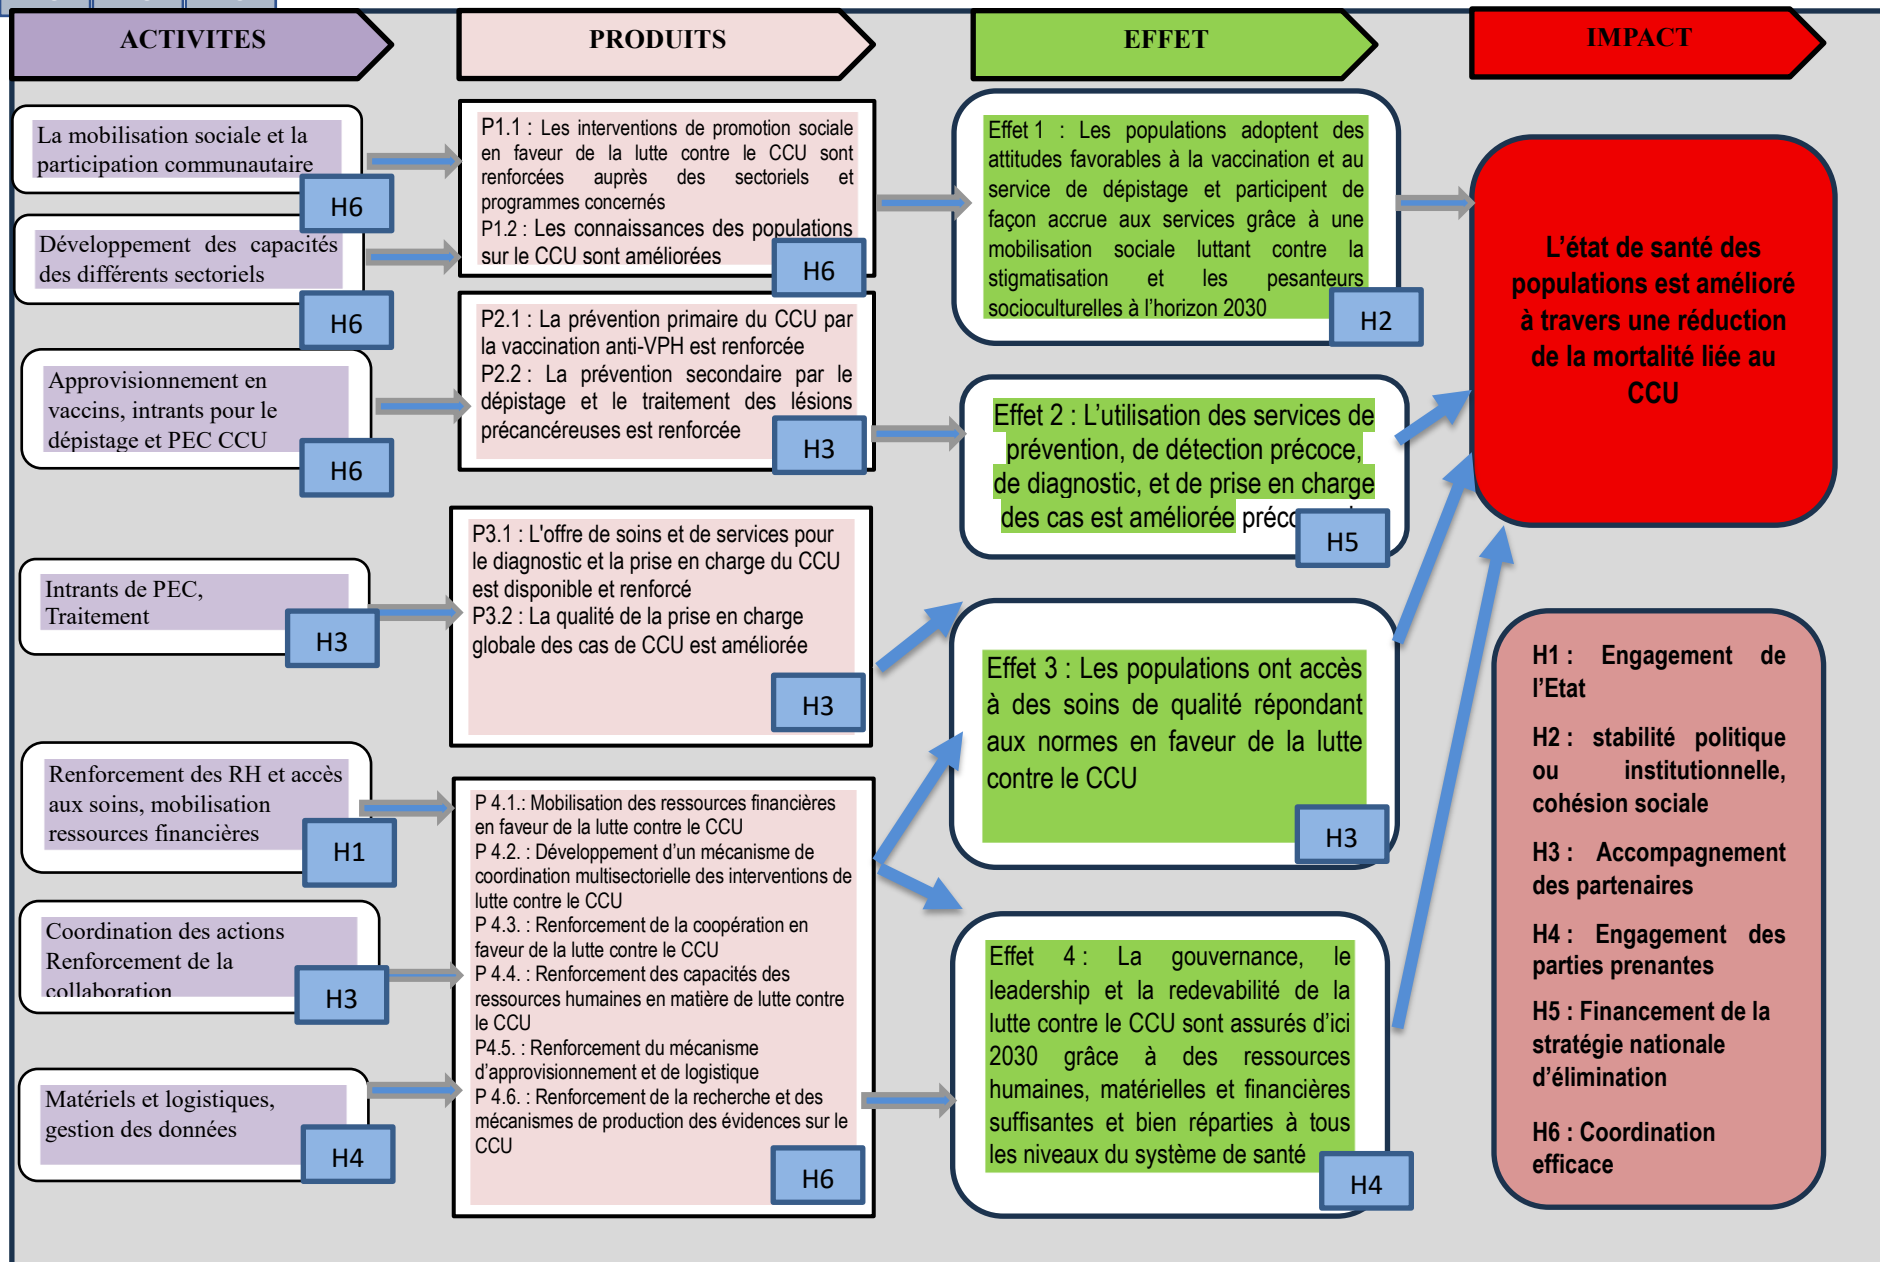 ACTIVITES
PRODUITS
EFFET
IMPACT
La mobilisation sociale et la
participation communautaire
H6
Développement des capacités
des différents sectoriels
H6
Approvisionnement en
vaccins, intrants pour le
dépistage et PEC CCU
H6
Intrants de PEC,
Traitement
H3
Renforcement des RH et accès
aux soins, mobilisation
ressources financières
H1
Coordination des actions
Renforcement de la
collaboration
H3
Matériels et logistiques,
gestion des données
H4
P1.1 : Les interventions de promotion sociale
en faveur de la lutte contre le CCU sont
renforcées auprès des sectoriels et
programmes concernés
P1.2 : Les connaissances des populations
sur le CCU sont améliorées
H6
P2.1 : La prévention primaire du CCU par
la vaccination anti-VPH est renforcée
P2.2 : La prévention secondaire par le
dépistage et le traitement des lésions
précancéreuses est renforcée
H3
P3.1 : L'offre de soins et de services pour
le diagnostic et la prise en charge du CCU
est disponible et renforcé
P3.2 : La qualité de la prise en charge
globale des cas de CCU est améliorée
H3
P 4.1.: Mobilisation des ressources financières
en faveur de la lutte contre le CCU
P 4.2. : Développement d’un mécanisme de
coordination multisectorielle des interventions de
lutte contre le CCU
P 4.3. : Renforcement de la coopération en
faveur de la lutte contre le CCU
P 4.4. : Renforcement des capacités des
ressources humaines en matière de lutte contre
le CCU
P4.5. : Renforcement du mécanisme
d’approvisionnement et de logistique
P 4.6. : Renforcement de la recherche et des
mécanismes de production des évidences sur le
CCU
H6
Effet 1 : Les populations adoptent des
attitudes favorables à la vaccination et au
service de dépistage et participent de
façon accrue aux services grâce à une
mobilisation sociale luttant contre la
stigmatisation et les pesanteurs
socioculturelles à l’horizon 2030
H2
Effet 2 : L’utilisation des services de
prévention, de détection précoce,
de diagnostic, et de prise en charge
des cas est améliorée
H5
Effet 3 : Les populations ont accès
à des soins de qualité répondant
aux normes en faveur de la lutte
contre le CCU
H3
Effet 4 : La gouvernance, le
leadership et la redevabilité de la
lutte contre le CCU sont assurés d’ici
2030 grâce à des ressources
humaines, matérielles et financières
suffisantes et bien réparties à tous
les niveaux du système de santé
H4
L’état de santé des
populations est amélioré
à travers une réduction
de la mortalité liée au
CCU
H1 : Engagement de
l’Etat
H2 : stabilité politique
ou institutionnelle,
cohésion sociale
H3 : Accompagnement
des partenaires
H4 : Engagement des
parties prenantes
H5 : Financement de la
stratégie nationale
d’élimination
H6 : Coordination
efficace